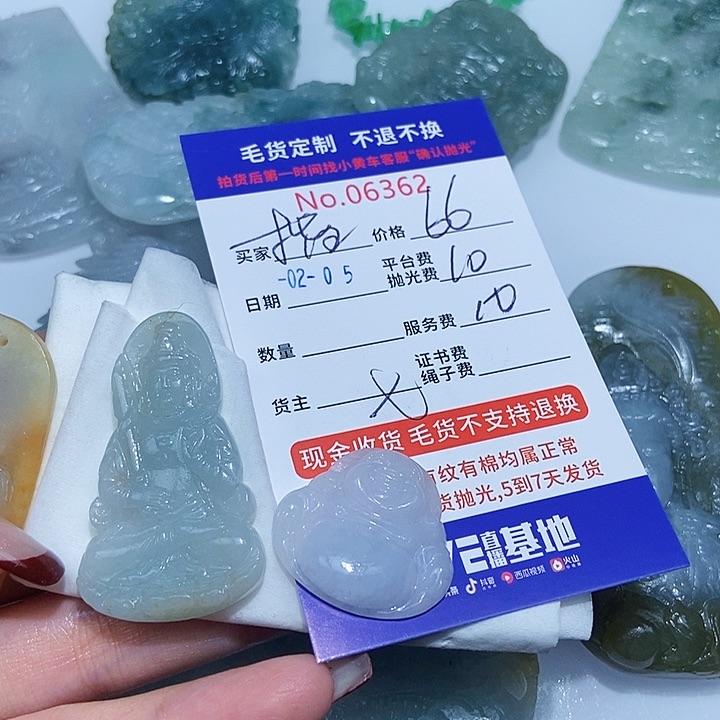 毛货定制 不退不换
拍货后第一时间找小黄车客服“确认抛光”
No.06362
买家 价格 66
日期 -02-05 平台费 抛光费 10
数量 服务费 10
货主 证书费 绳子费
现金收货 毛货不支持退换
纹有棉均属正常
货抛光,5到7天发货
直播基地
抖音 西瓜视频 火山